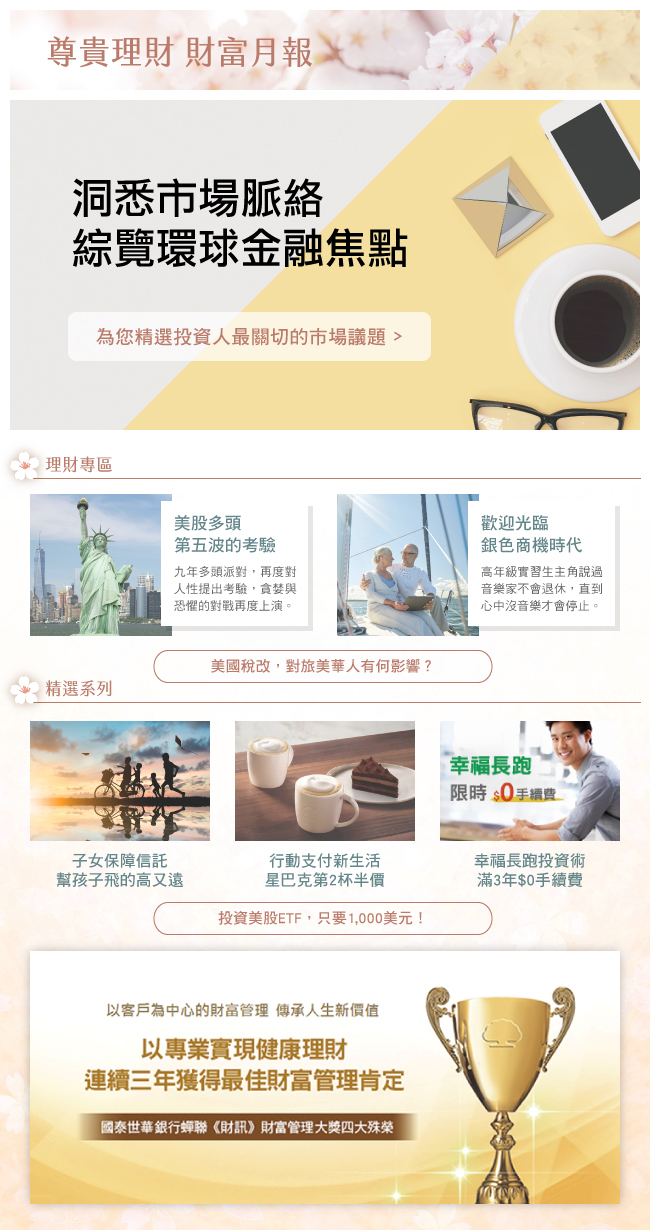 尊貴理財 財富月報
洞悉市場脈絡
綜覽環球金融焦點
為您精選投資人最關切的市場議題 >
理財專區
美股多頭
第五波的考驗
九年多頭派對，再度對
人性提出考驗，貪婪與
恐懼的對戰再度上演。
歡迎光臨
銀色商機時代
高年級實習生主角說過
音樂家不會退休，直到
心中沒音樂才會停止。
美國稅改，對旅美華人有何影響？
精選系列
幸福長跑
限時 $0手續費
子女保障信託
幫孩子飛的高又遠
行動支付新生活
星巴克第2杯半價
幸福長跑投資術
滿3年$0手續費
投資美股ETF，只要1,000美元！
以客戶為中心的財富管理 傳承人生新價值
以專業實現健康理財
連續三年獲得最佳財富管理肯定
國泰世華銀行蟬聯《財訊》財富管理大獎四大殊榮